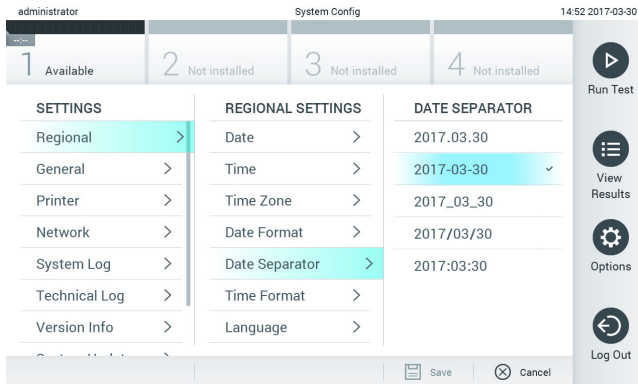 administrator System Config 14:52 2017-03-30
--:--
1 Available 2 Not installed 3 Not installed 4 Not installed
Run Test
SETTINGS REGIONAL SETTINGS DATE SEPARATOR
Regional Date 2017.03.30
General Time 2017-03-30
View
Results
Printer Time Zone 2017_03_30
Network Date Format 2017/03/30
System Log Date Separator 2017:03:30
Options
Technical Log Time Format
Version Info Language
Log Out
Save Cancel